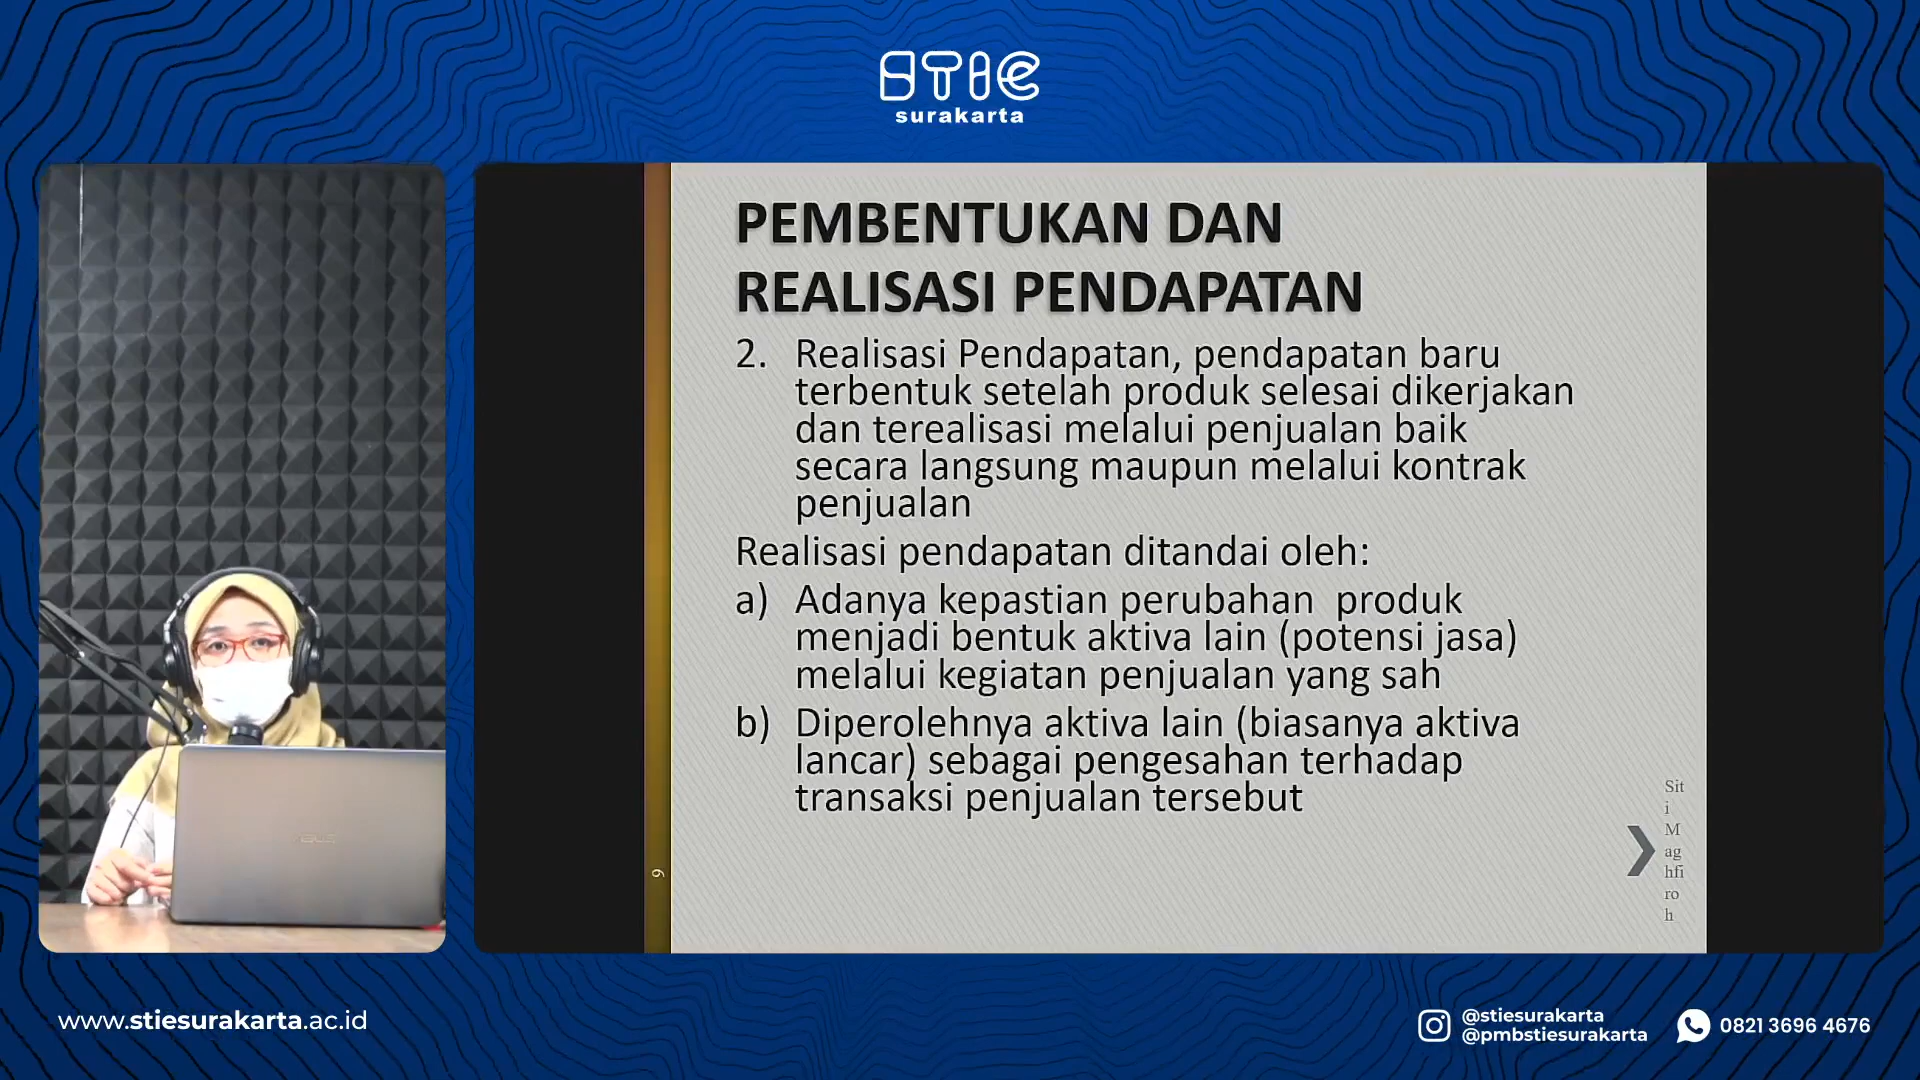 STIE
surakarta
PEMBENTUKAN DAN
REALISASI PENDAPATAN
2. Realisasi Pendapatan, pendapatan baru
terbentuk setelah produk selesai dikerjakan
dan terealisasi melalui penjualan baik
secara langsung maupun melalui kontrak
penjualan
Realisasi pendapatan ditandai oleh:
a) Adanya kepastian perubahan produk
menjadi bentuk aktiva lain (potensi jasa)
melalui kegiatan penjualan yang sah
b) Diperolehnya aktiva lain (biasanya aktiva
lancar) sebagai pengesahan terhadap
transaksi penjualan tersebut
Sit
i
M
ag
hfi
ro
h
9
ASUS
www.stiesurakarta.ac.id
@stiesurakarta
@pmbstiesurakarta
0821 3696 4676